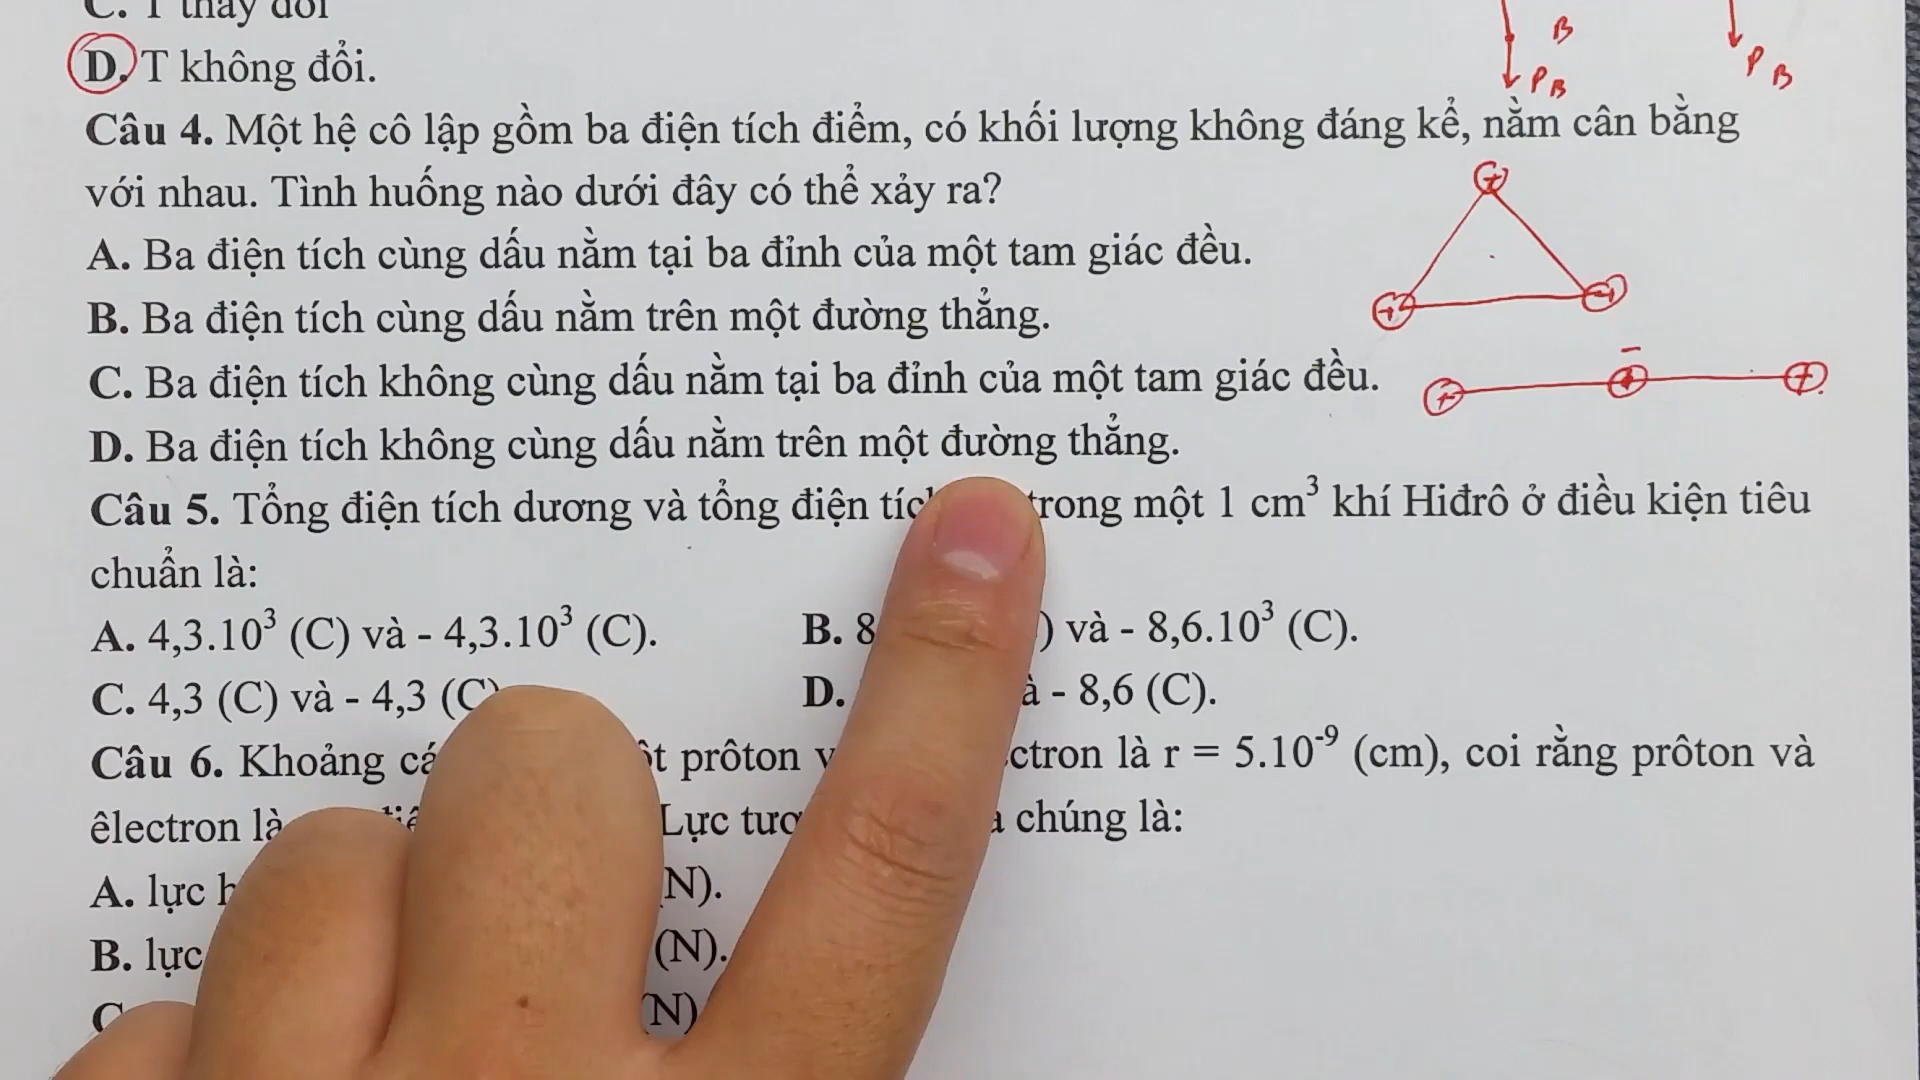 C. T thay đổi
D. T không đổi.
B
P B
P B
Câu 4. Một hệ cô lập gồm ba điện tích điểm, có khối lượng không đáng kể, nằm cân bằng
với nhau. Tình huống nào dưới đây có thể xảy ra?
A. Ba điện tích cùng dấu nằm tại ba đỉnh của một tam giác đều.
B. Ba điện tích cùng dấu nằm trên một đường thẳng.
C. Ba điện tích không cùng dấu nằm tại ba đỉnh của một tam giác đều.
D. Ba điện tích không cùng dấu nằm trên một đường thẳng.
Câu 5. Tổng điện tích dương và tổng điện trong một 1 cm³ khí Hiđrô ở điều kiện tiêu
chuẩn là:
A. 4,3.10³ (C) và - 4,3.10³ (C).
B. 8 ) và - 8,6.10³ (C).
C. 4,3 (C) và - 4,3 (C)
D. - 8,6 (C).
Câu 6. Khoảng prôton là r = 5.10⁻⁹ (cm), coi rằng prôton và
êlectron là Lực chúng là:
A. lực N).
B. lực (N).
C (N)